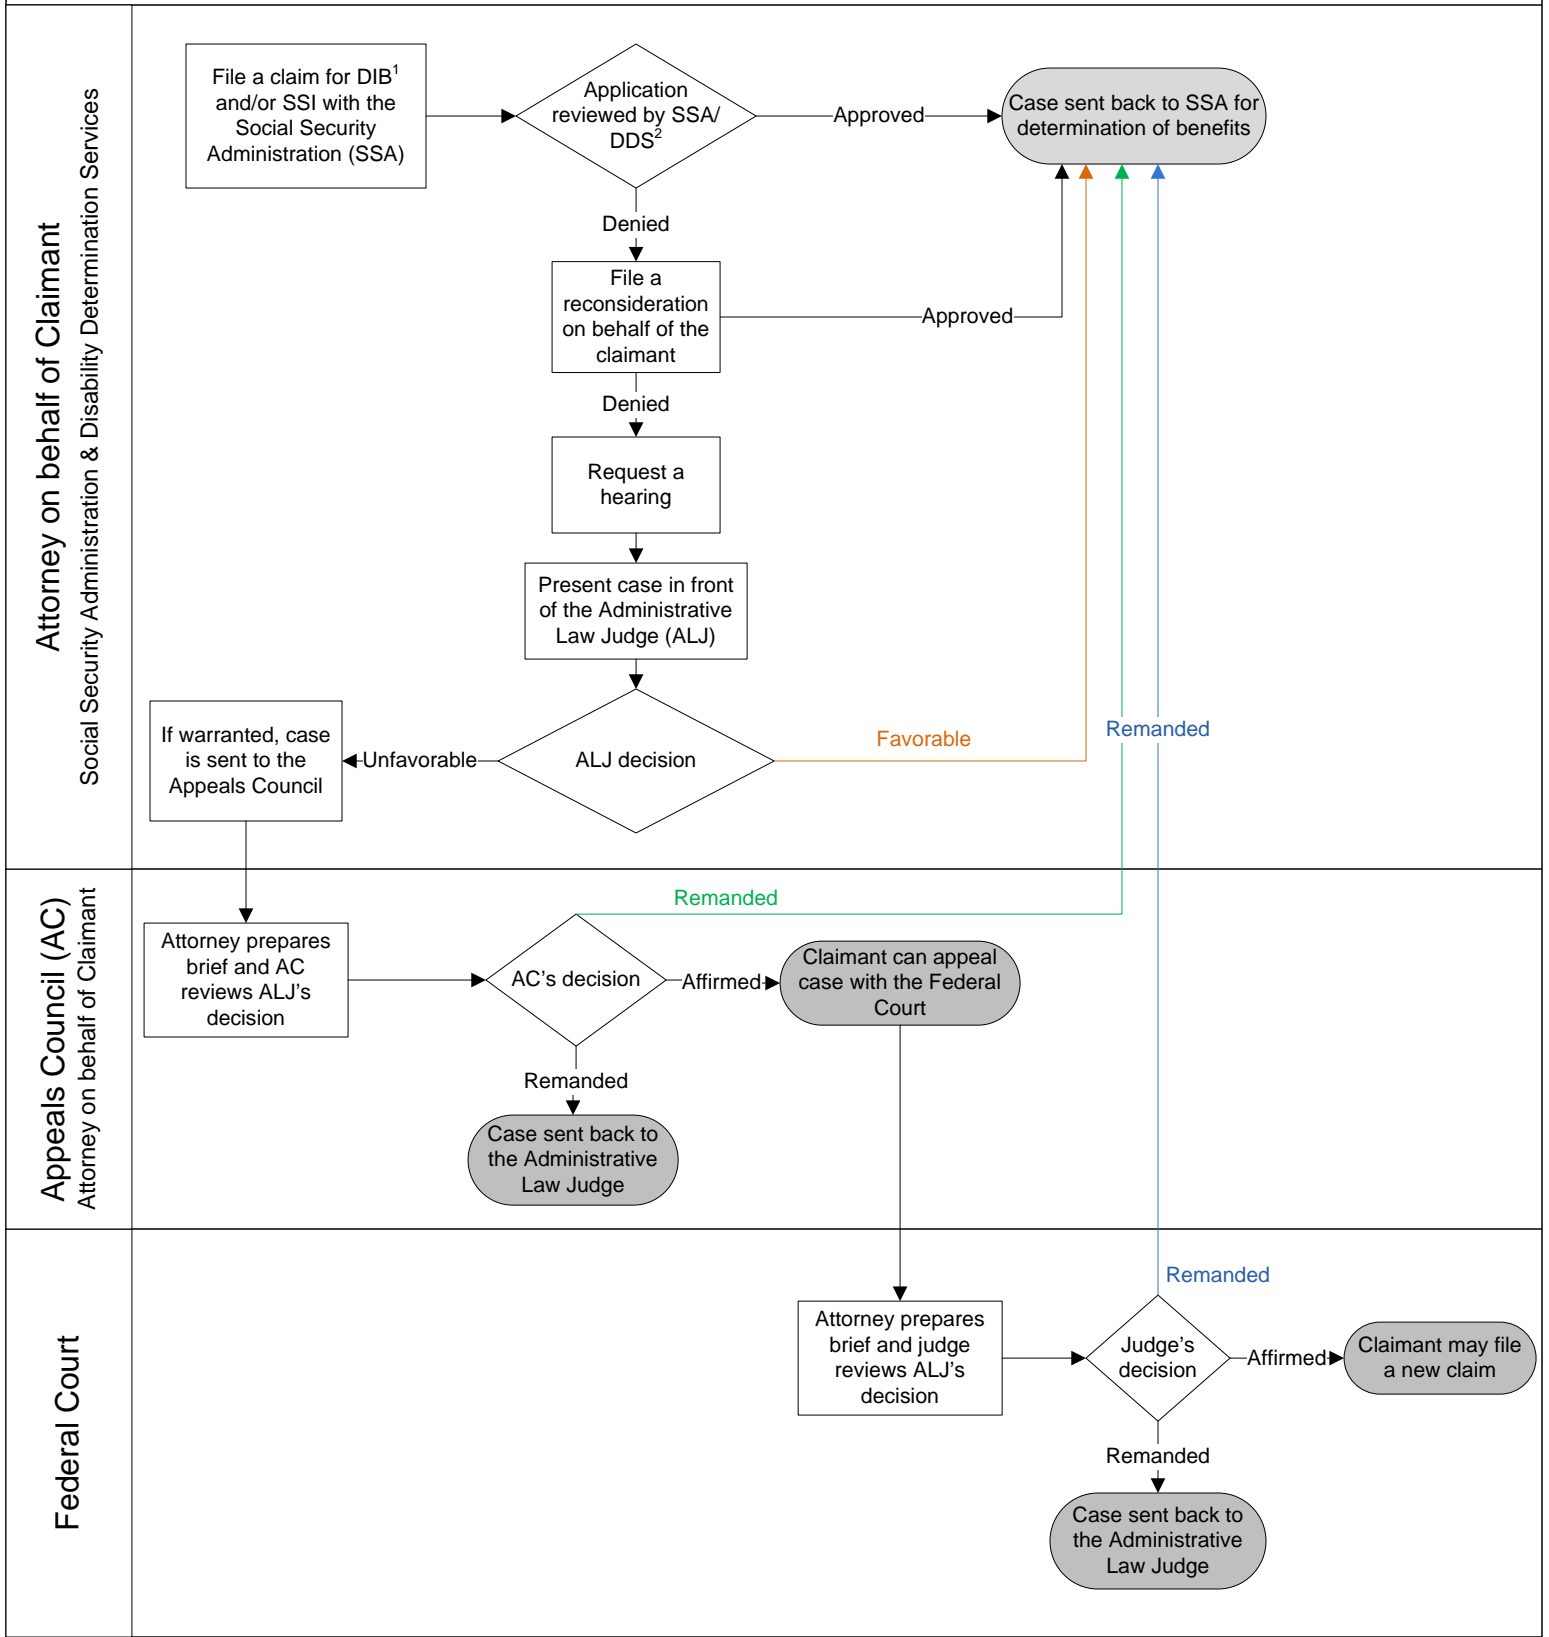 Attorney on behalf of Claimant
Social Security Administration & Disability Determination Services
File a claim for DIB¹
and/or SSI with the
Social Security
Administration (SSA)
Application
reviewed by SSA/
DDS²
Approved
Case sent back to SSA for
determination of benefits
Denied
File a
reconsideration
on behalf of the
claimant
Approved
Denied
Request a
hearing
Present case in front
of the Administrative
Law Judge (ALJ)
If warranted, case
is sent to the
Appeals Council
Unfavorable
ALJ decision
Favorable
Remanded
Appeals Council (AC)
Attorney on behalf of Claimant
Remanded
Attorney prepares
brief and AC
reviews ALJ’s
decision
AC’s decision
Affirmed
Claimant can appeal
case with the Federal
Court
Remanded
Case sent back to
the Administrative
Law Judge
Federal Court
Remanded
Attorney prepares
brief and judge
reviews ALJ’s
decision
Judge’s
decision
Affirmed
Claimant may file
a new claim
Remanded
Case sent back to
the Administrative
Law Judge